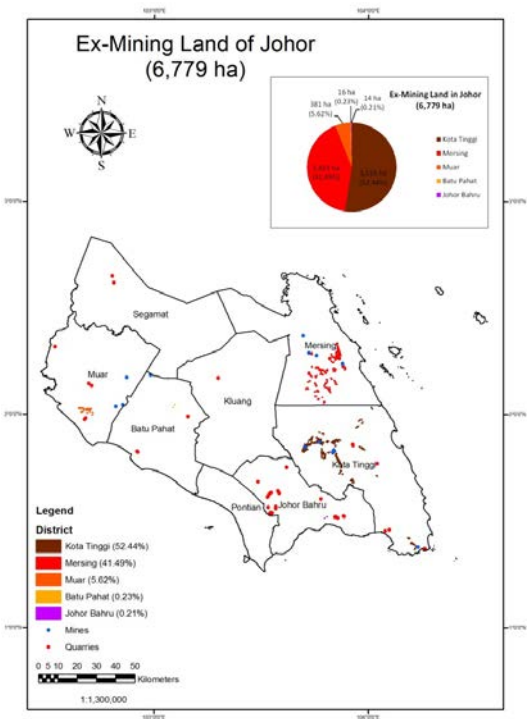 Ex-Mining Land of Johor
(6,779 ha)
N
W
E
S
Ex-Mining Land in Johor
(6,779 ha)
16 ha
(0.23%)
14 ha
(0.21%)
381 ha
(5.62%)
Kota Tinggi
Mersing
Muar
Batu Pahat
Johor Bahru
Segamat
Mersing
Muar
Kluang
Batu Pahat
Kota Tinggi
Pontian
Johor Bahru
Legend
District
Kota Tinggi (52.44%)
Mersing (41.49%)
Muar (5.62%)
Batu Pahat (0.23%)
Johor Bahru (0.21%)
Mines
Quarries
0 5 10 20 30 40 50
Kilometers
1:1,300,000